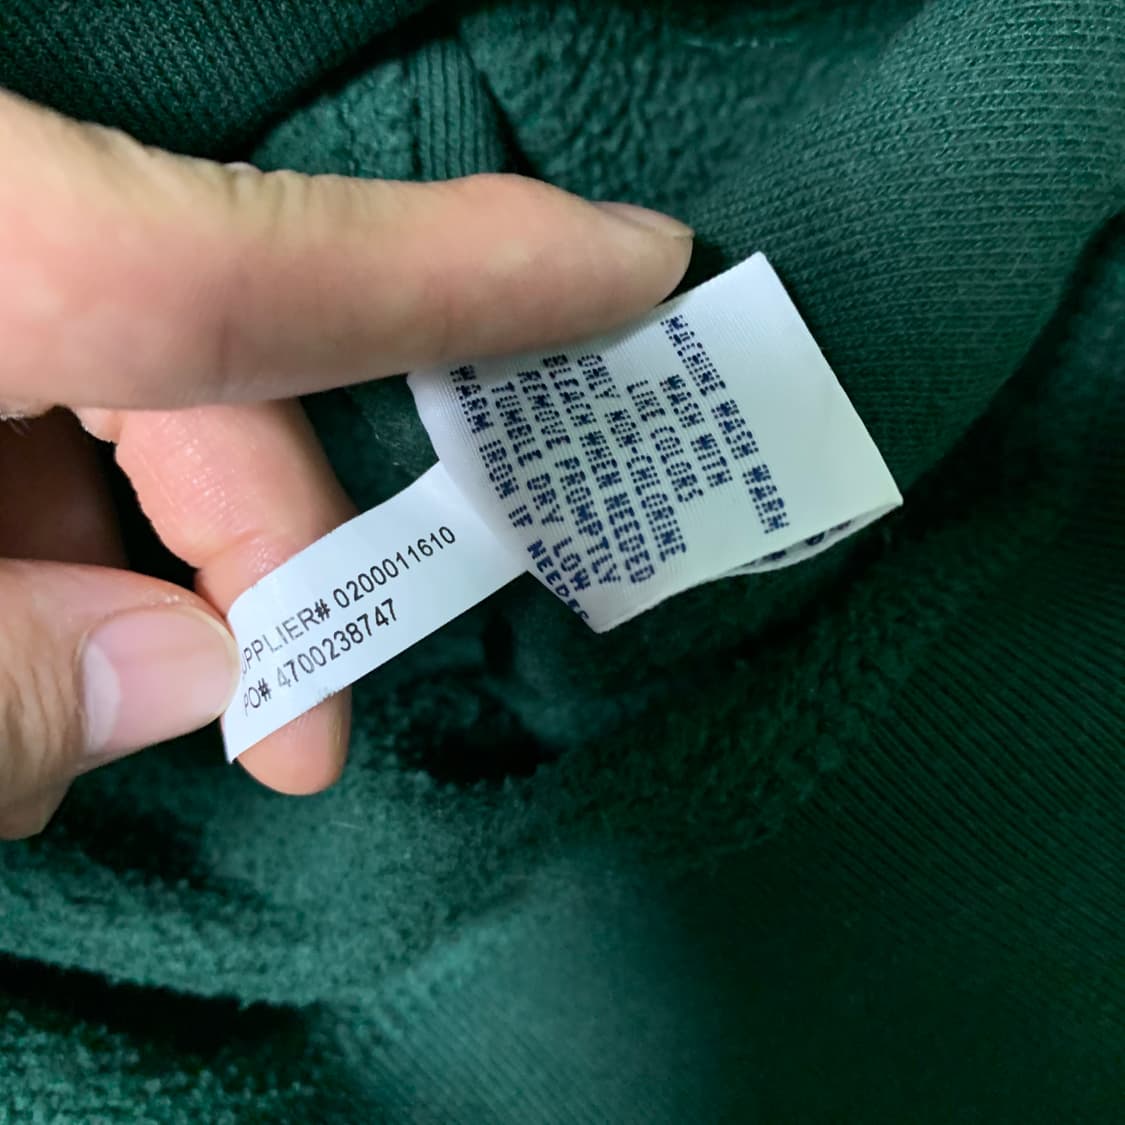 MACHINE WASH WARM
WASH WITH
LIKE COLORS
ONLY NON-CHLORINE
BLEACH WHEN NEEDED
REMOVE PROMPTLY
TUMBLE DRY LOW
WARM IRON IF NEEDED
UPPLIER# 0200011610
PO# 4700238747